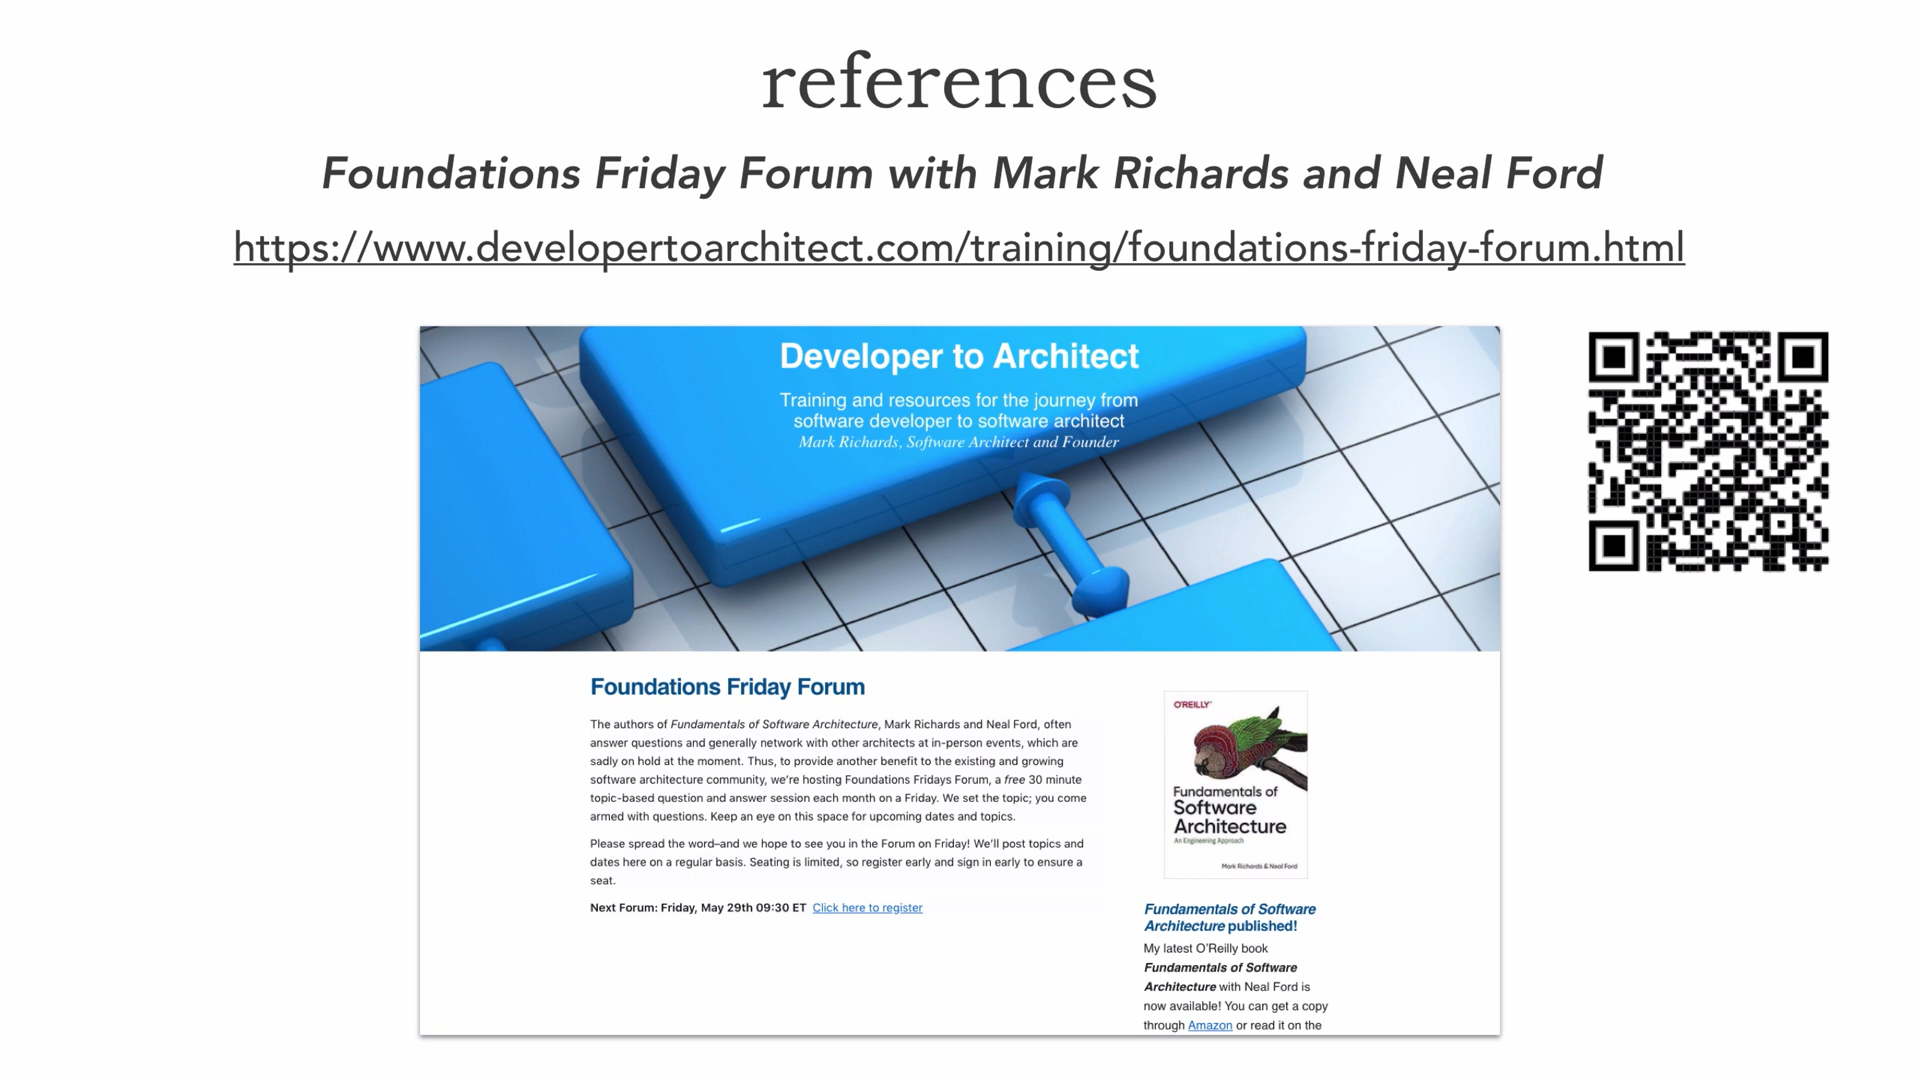 references
Foundations Friday Forum with Mark Richards and Neal Ford
https://www.developertoarchitect.com/training/foundations-friday-forum.html
Developer to Architect
Training and resources for the journey from
software developer to software architect
Mark Richards, Software Architect and Founder
Foundations Friday Forum
The authors of Fundamentals of Software Architecture, Mark Richards and Neal Ford, often
answer questions and generally network with other architects at in-person events, which are
sadly on hold at the moment. Thus, to provide another benefit to the existing and growing
software architecture community, we're hosting Foundations Fridays Forum, a free 30 minute
topic-based question and answer session each month on a Friday. We set the topic; you come
armed with questions. Keep an eye on this space for upcoming dates and topics.
Please spread the word–and we hope to see you in the Forum on Friday! We'll post topics and
dates here on a regular basis. Seating is limited, so register early and sign in early to ensure a
seat.
Next Forum: Friday, May 29th 09:30 ET Click here to register
O'REILLY
Fundamentals of
Software
Architecture
An Engineering Approach
Mark Richards & Neal Ford
Fundamentals of Software
Architecture published!
My latest O'Reilly book
Fundamentals of Software
Architecture with Neal Ford is
now available! You can get a copy
through Amazon or read it on the